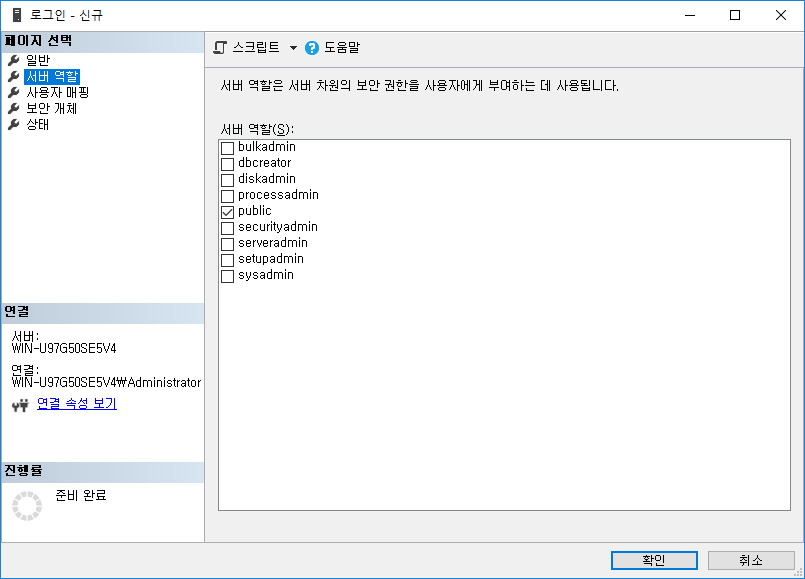 로그인 - 신규
페이지 선택
일반
서버 역할
사용자 매핑
보안 개체
상태
스크립트
도움말
서버 역할은 서버 차원의 보안 권한을 사용자에게 부여하는 데 사용됩니다.
서버 역할(S):
bulkadmin
dbcreator
diskadmin
processadmin
public
securityadmin
serveradmin
setupadmin
sysadmin
연결
서버:
WIN-U97G50SE5V4
연결:
WIN-U97G50SE5V4₩Administrator
연결 속성 보기
진행률
준비 완료
확인
취소